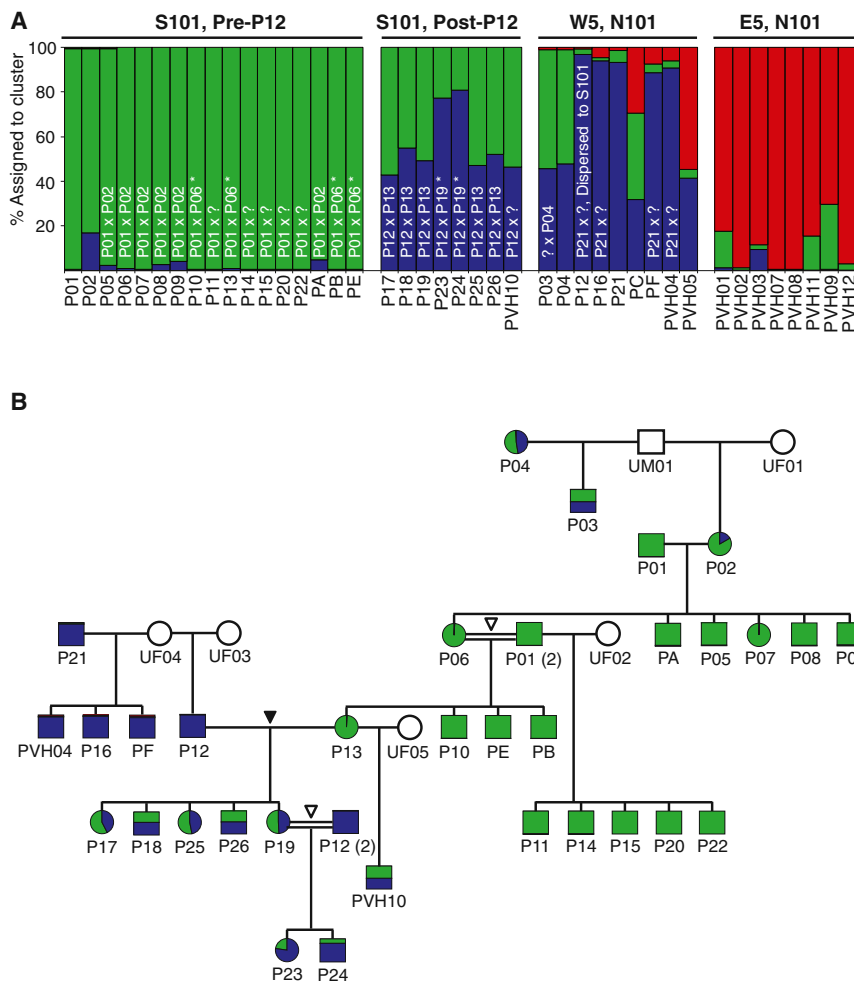 A
S101, Pre-P12
S101, Post-P12
W5, N101
E5, N101
% Assigned to cluster
100
80
60
40
20
P01 x P02
P01 x P02
P01 x P02
P01 x P02
P01 x P02
P01 x P06 *
P01 x ?
P01 x P06 *
P01 x ?
P01 x ?
P01 x ?
P01 x ?
P01 x P02
P01 x P06 *
P01 x P06 *
P12 x P13
P12 x P13
P12 x P13
P12 x P19 *
P12 x P19 *
P12 x P13
P12 x P13
P12 x ?
? x P04
P21 x ?, Dispersed to S101
P21 x ?
P21 x ?
P21 x ?
P01
P02
P05
P06
P07
P08
P09
P10
P11
P13
P14
P15
P20
P22
PA
PB
PE
P17
P18
P19
P23
P24
P25
P26
PVH10
P03
P04
P12
P16
P21
PC
PF
PVH04
PVH05
PVH01
PVH02
PVH03
PVH07
PVH08
PVH11
PVH09
PVH12
B
P04
UM01
UF01
P03
P01
P02
P21
UF04
UF03
P06
P01 (2)
UF02
PA
P05
P07
P08
P0
PVH04
P16
PF
P12
P13
UF05
P10
PE
PB
P17
P18
P25
P26
P19
P12 (2)
PVH10
P11
P14
P15
P20
P22
P23
P24